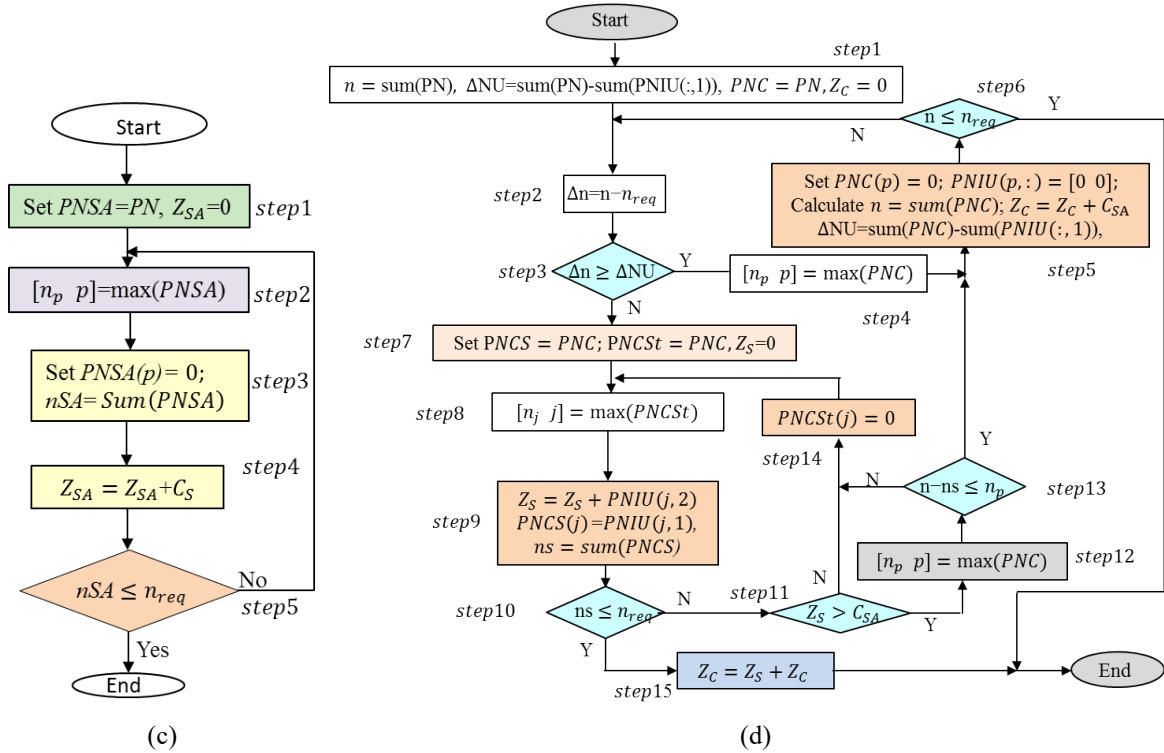 Start
Set PNSA=PN, Z_SA=0
step1
[n_p p]=max(PNSA)
step2
Set PNSA(p) = 0;
nSA= Sum(PNSA)
step3
Z_SA = Z_SA+C_S
step4
nSA ≤ n_req
No
step5
Yes
End
(c)
Start
step1
n = sum(PN), ΔNU=sum(PN)-sum(PNIU(:,1)), PNC = PN, Z_C = 0
step2
Δn=n−n_req
step3
Δn ≥ ΔNU
Y
N
[n_p p] = max(PNC)
step4
Set PNC(p) = 0; PNIU(p,:) = [0 0];
Calculate n = sum(PNC); Z_C = Z_C + C_SA
ΔNU=sum(PNC)-sum(PNIU(:,1)),
step5
step6
n ≤ n_req
Y
N
step7
Set PNCS = PNC; PNCSt = PNC, Z_S=0
step8
[n_j j] = max(PNCSt)
step9
Z_S = Z_S + PNIU(j,2)
PNCS(j)=PNIU(j,1),
ns = sum(PNCS)
step10
ns ≤ n_req
N
Y
step11
Z_S > C_SA
N
Y
[n_p p] = max(PNC)
step12
n−ns ≤ n_p
step13
Y
N
PNCSt(j) = 0
step14
Z_C = Z_S + Z_C
step15
End
(d)